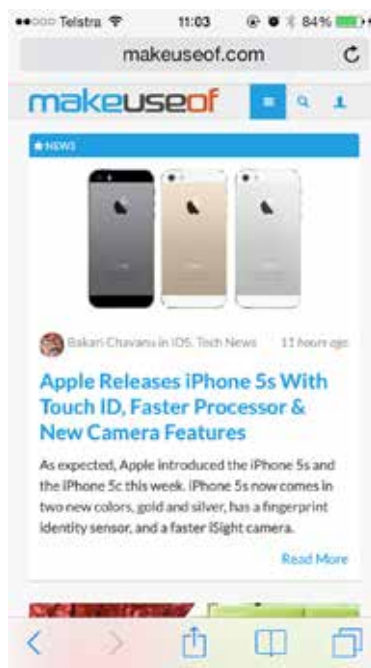 Telstra 11:03 84%
makeuseof.com
makeuseof
NEWS
Bakari Chavanu in iOS, Tech News 11 hours ago
Apple Releases iPhone 5s With
Touch ID, Faster Processor &
New Camera Features
As expected, Apple introduced the iPhone 5s and
the iPhone 5c this week. iPhone 5s now comes in
two new colors, gold and silver, has a fingerprint
identity sensor, and a faster iSight camera.
Read More